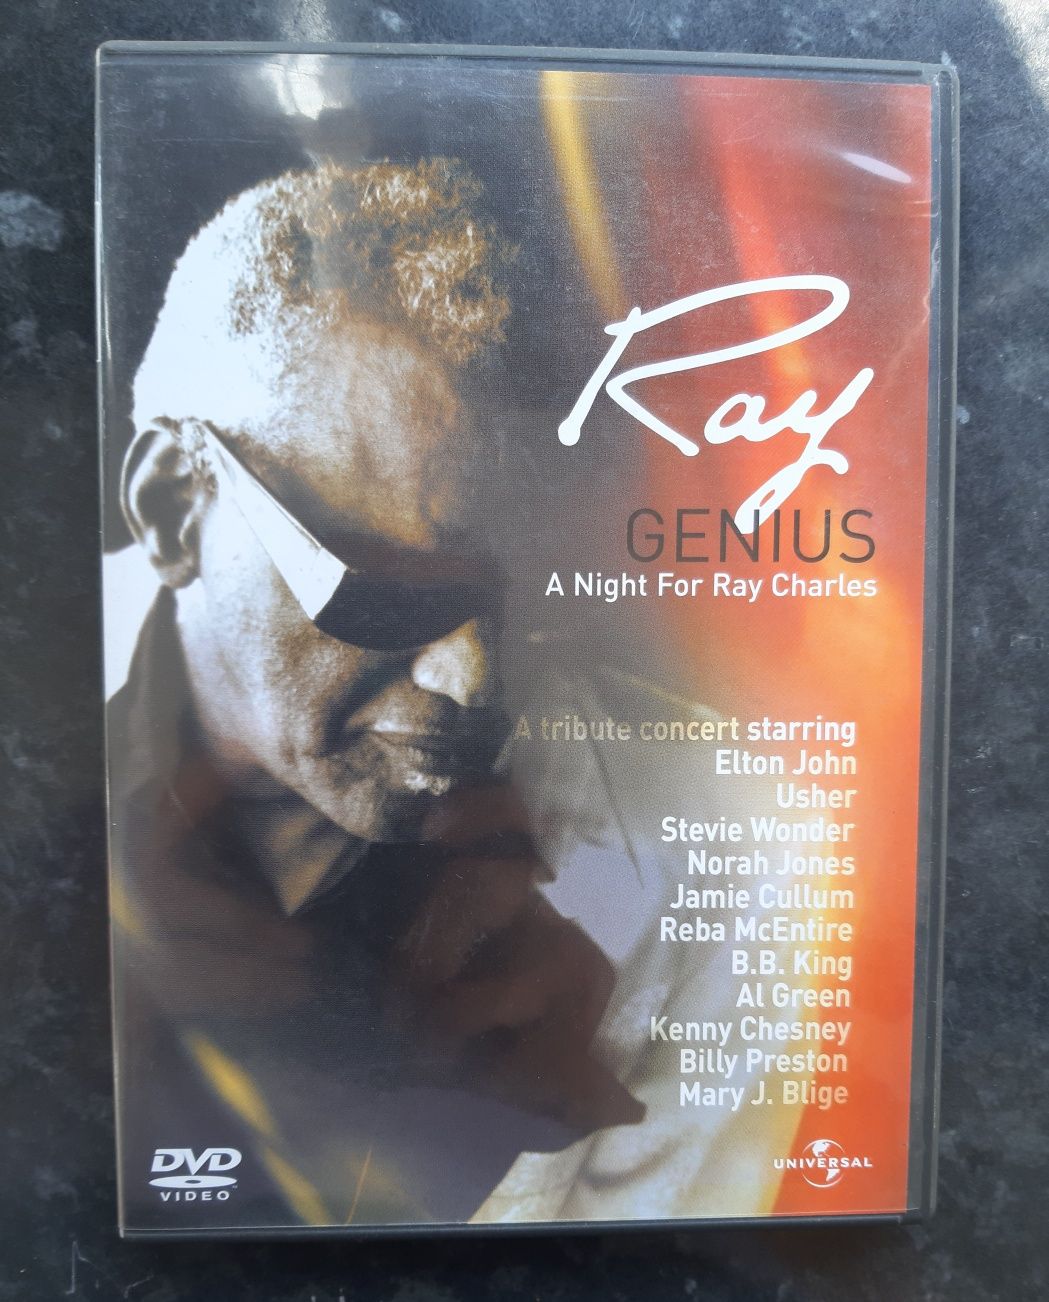 Ray
GENIUS
A Night For Ray Charles
A tribute concert starring
Elton John
Usher
Stevie Wonder
Norah Jones
Jamie Cullum
Reba McEntire
B.B. King
Al Green
Kenny Chesney
Billy Preston
Mary J. Blige
DVD
VIDEO
UNIVERSAL